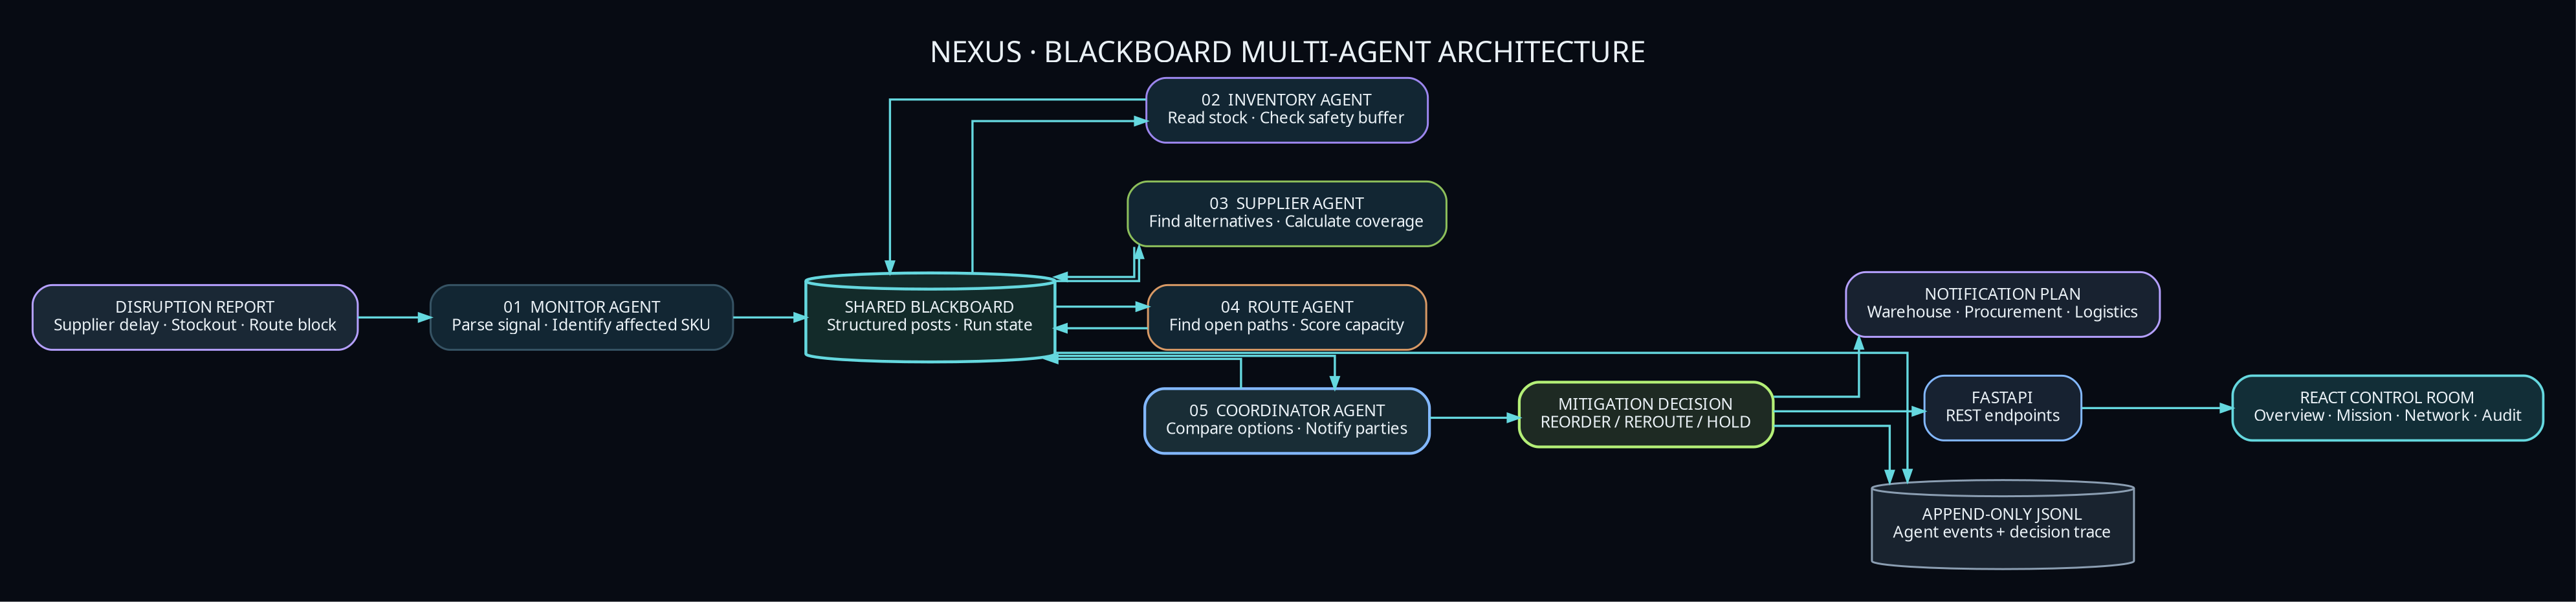 NEXUS · BLACKBOARD MULTI-AGENT ARCHITECTURE
02 INVENTORY AGENT
Read stock · Check safety buffer
03 SUPPLIER AGENT
Find alternatives · Calculate coverage
DISRUPTION REPORT
Supplier delay · Stockout · Route block
01 MONITOR AGENT
Parse signal · Identify affected SKU
SHARED BLACKBOARD
Structured posts · Run state
04 ROUTE AGENT
Find open paths · Score capacity
NOTIFICATION PLAN
Warehouse · Procurement · Logistics
05 COORDINATOR AGENT
Compare options · Notify parties
MITIGATION DECISION
REORDER / REROUTE / HOLD
FASTAPI
REST endpoints
REACT CONTROL ROOM
Overview · Mission · Network · Audit
APPEND-ONLY JSONL
Agent events + decision trace